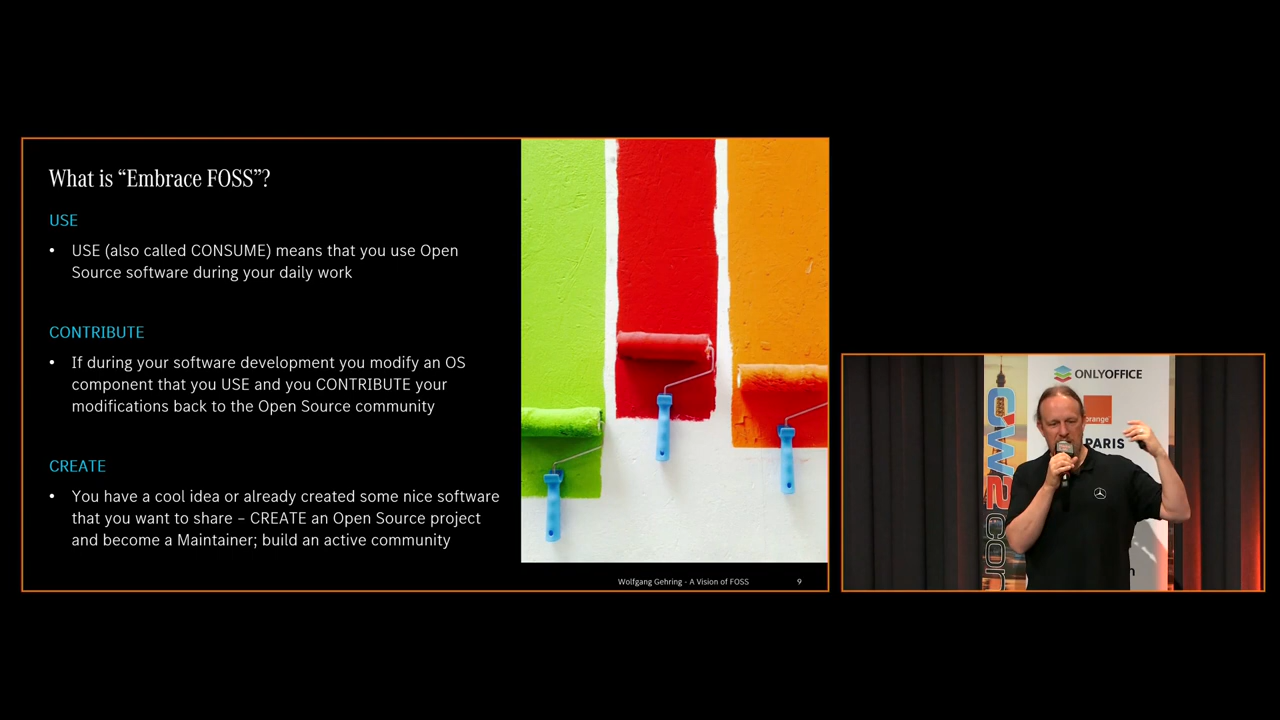 What is “Embrace FOSS”?
USE
• USE (also called CONSUME) means that you use Open
Source software during your daily work
CONTRIBUTE
• If during your software development you modify an OS
component that you USE and you CONTRIBUTE your
modifications back to the Open Source community
CREATE
• You have a cool idea or already created some nice software
that you want to share – CREATE an Open Source project
and become a Maintainer; build an active community
Wolfgang Gehring - A Vision of FOSS 9
ONLYOFFICE
orange
PARIS
OW2con